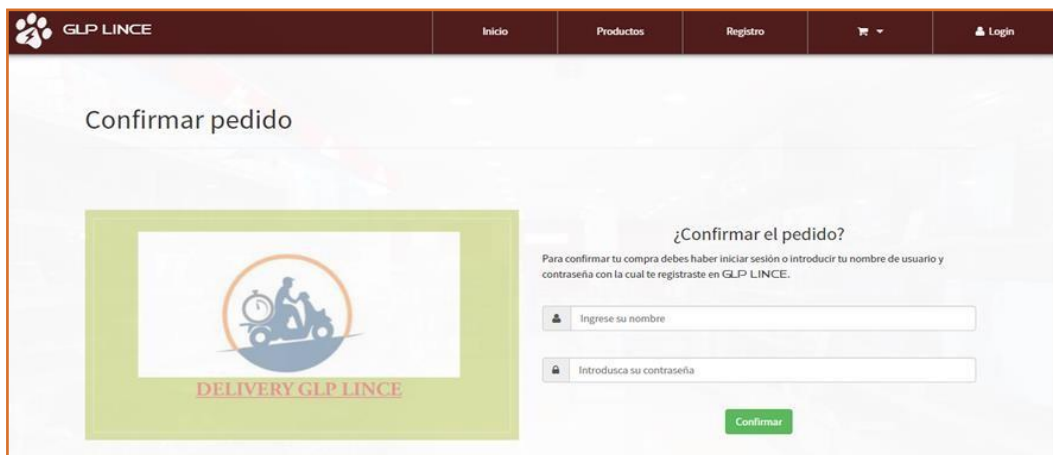 GLP LINCE
Inicio
Productos
Registro
Login
Confirmar pedido
DELIVERY GLP LINCE
¿Confirmar el pedido?
Para confirmar tu compra debes haber iniciar sesión o introducir tu nombre de usuario y
contraseña con la cual te registraste en GLP LINCE.
Ingrese su nombre
Introdusca su contraseña
Confirmar